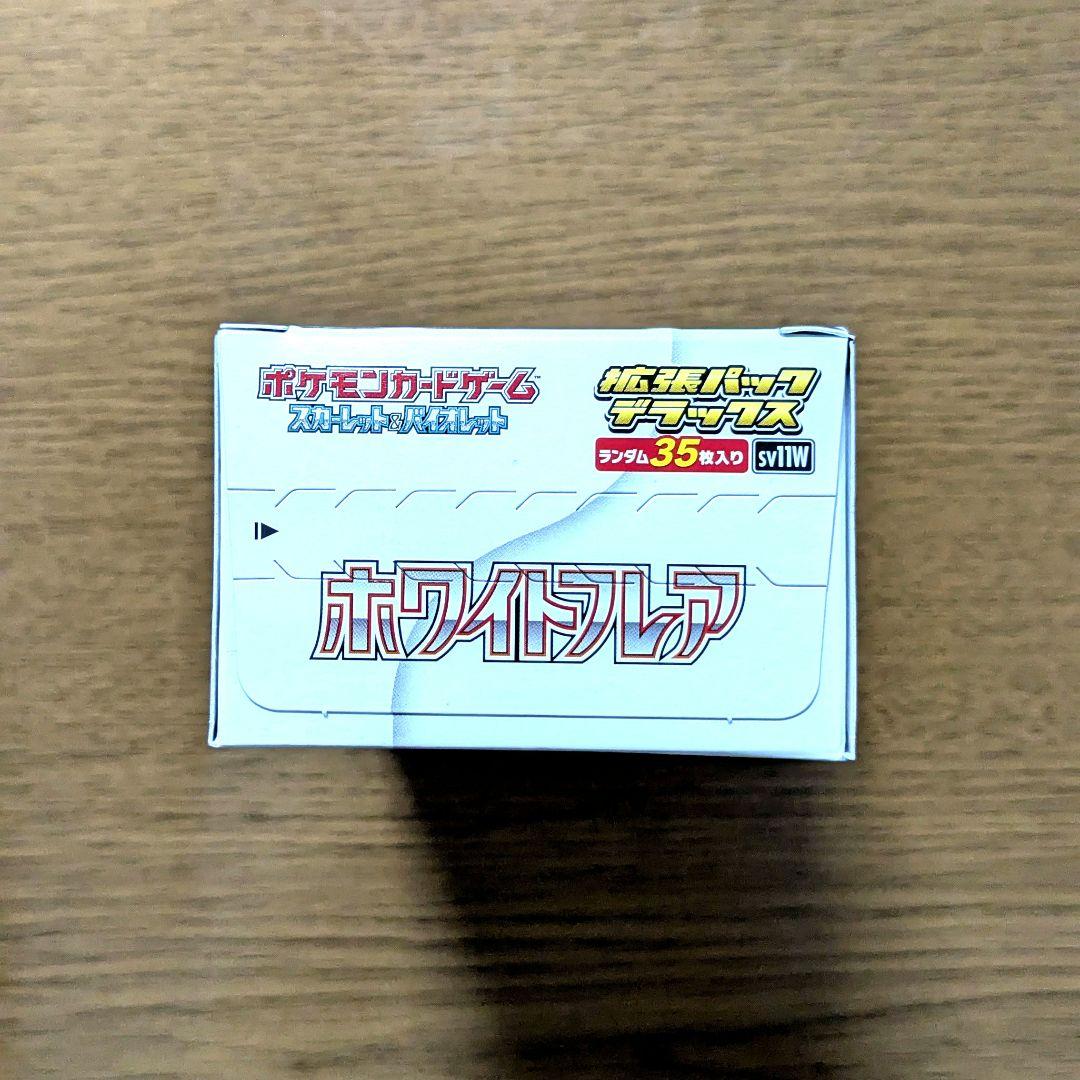 ポケモンカードゲーム™
スカーレット&バイオレット
拡張パック
デラックス
ランダム35枚入り
SV11W
ホワイトフレア